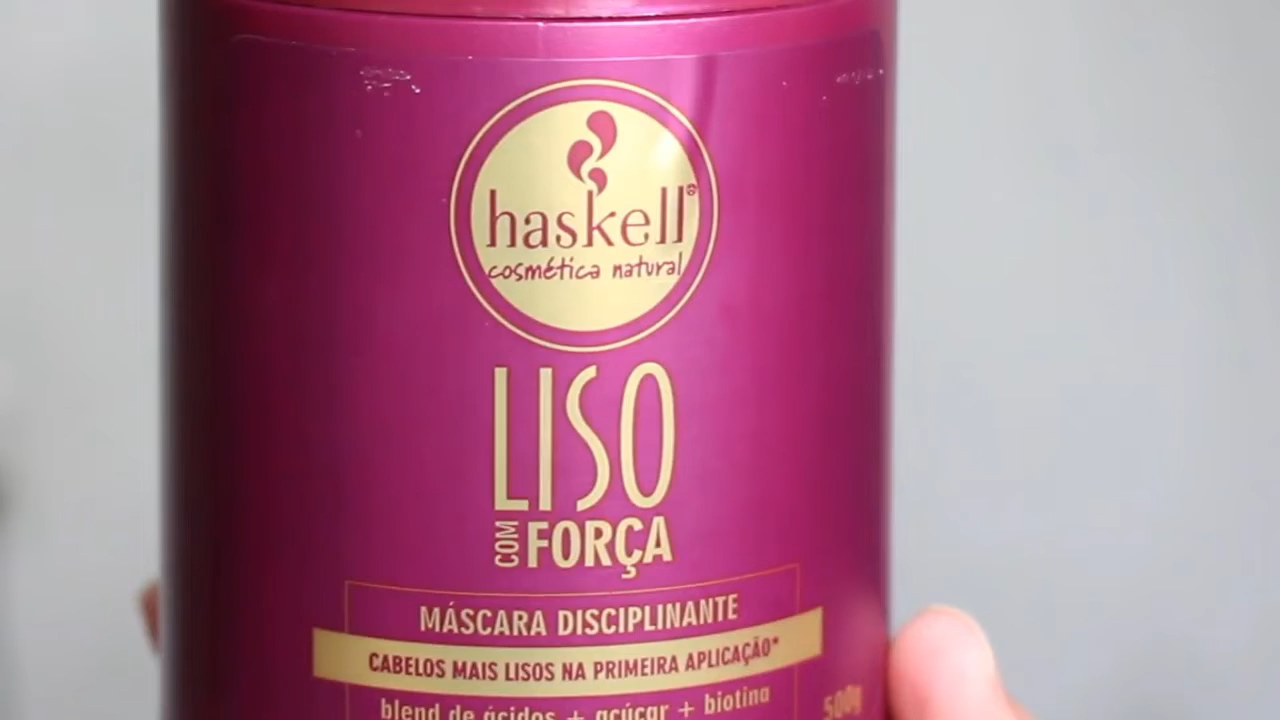 haskell®
cosmética natural
LISO
COM FORÇA
MÁSCARA DISCIPLINANTE
CABELOS MAIS LISOS NA PRIMEIRA APLICAÇÃO*
blend de ácidos + açúcar + biotina
500g